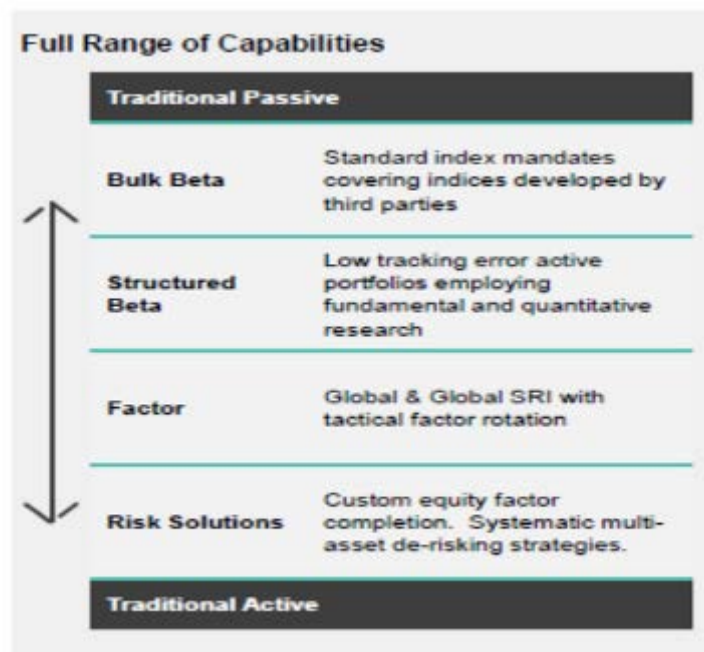 Full Range of Capabilities
Traditional Passive
Bulk Beta
Standard index mandates
covering indices developed by
third parties
Structured
Beta
Low tracking error active
portfolios employing
fundamental and quantitative
research
Factor
Global & Global SRI with
tactical factor rotation
Risk Solutions
Custom equity factor
completion.  Systematic multi-
asset de-risking strategies.
Traditional Active